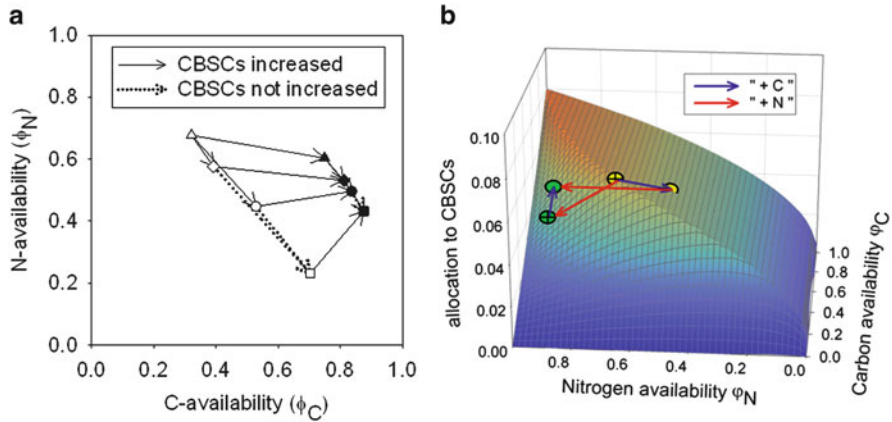 a
CBSCs increased
CBSCs not increased
N-availability (ϕN)
1.0
0.8
0.6
0.4
0.2
0.0
0.0 0.2 0.4 0.6 0.8 1.0
C-availability (ϕC)
b
" + C "
" + N "
allocation to CBSCs
0.10
0.08
0.06
0.04
0.02
0.00
0.8 0.6 0.4 0.2 0.0
Nitrogen availability φN
1.0
0.8
0.6
0.4
0.2
0.0
Carbon availability φC